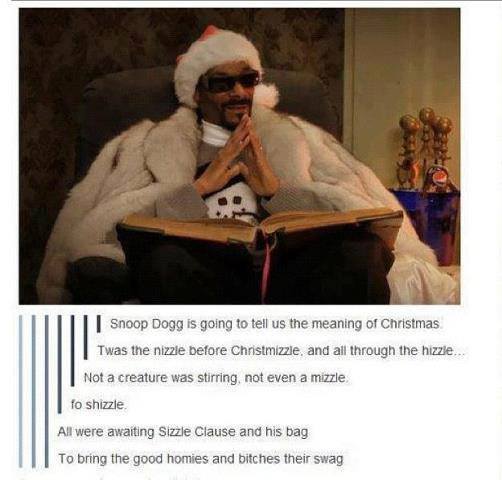 Snoop Dogg is going to tell us the meaning of Christmas.
Twas the nizzle before Christmizzle, and all through the hizzle...
Not a creature was stirring, not even a mizzle.
fo shizzle.
All were awaiting Sizzle Clause and his bag
To bring the good homies and bitches their swag